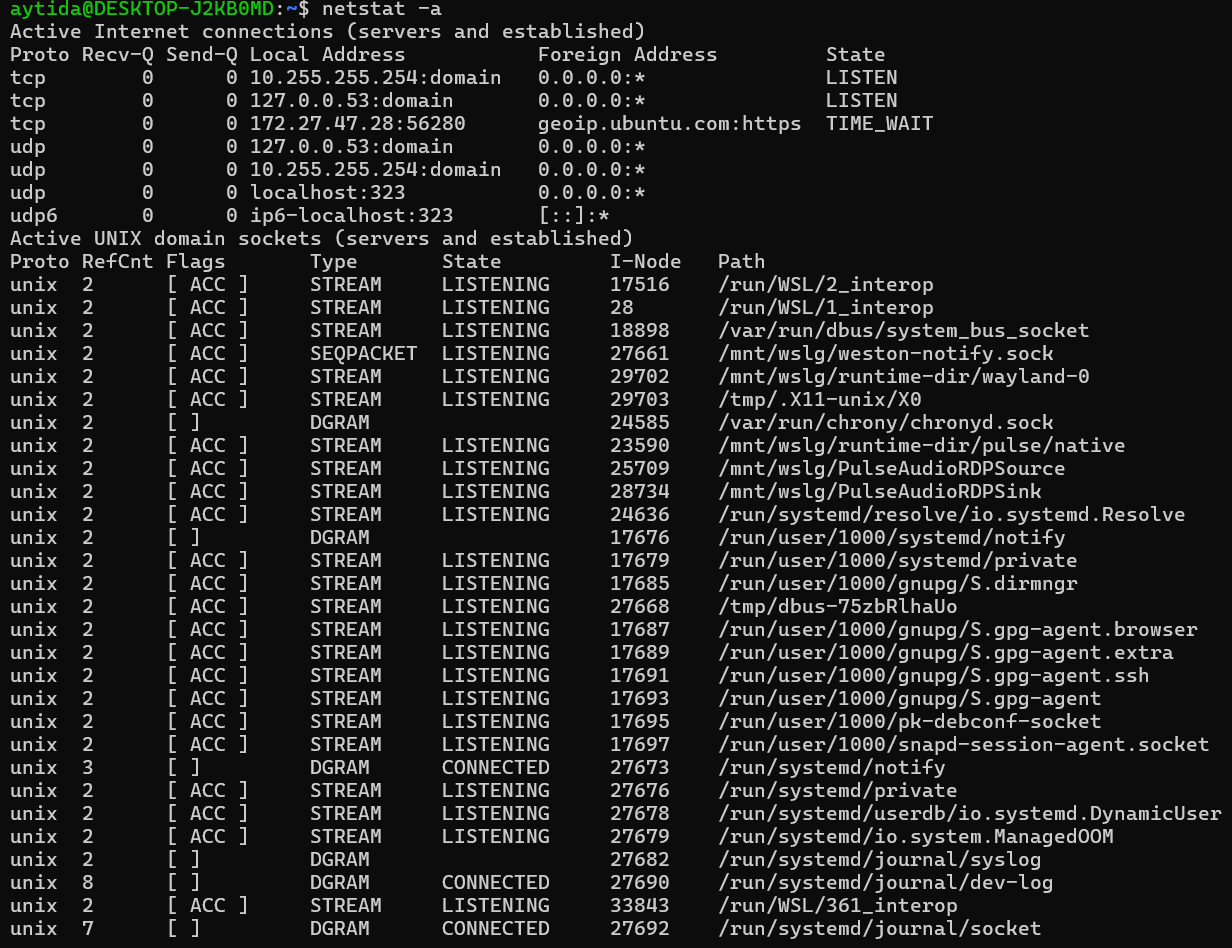 aytida@DESKTOP-J2KB0MD:~$ netstat -a
Active Internet connections (servers and established)
Proto Recv-Q Send-Q Local Address           Foreign Address         State
tcp        0      0 10.255.255.254:domain   0.0.0.0:*               LISTEN
tcp        0      0 127.0.0.53:domain       0.0.0.0:*               LISTEN
tcp        0      0 172.27.47.28:56280      geoip.ubuntu.com:https  TIME_WAIT
udp        0      0 127.0.0.53:domain       0.0.0.0:*
udp        0      0 10.255.255.254:domain   0.0.0.0:*
udp        0      0 localhost:323           0.0.0.0:*
udp6       0      0 ip6-localhost:323       [::]:*
Active UNIX domain sockets (servers and established)
Proto RefCnt Flags       Type       State         I-Node   Path
unix  2      [ ACC ]     STREAM     LISTENING     17516    /run/WSL/2_interop
unix  2      [ ACC ]     STREAM     LISTENING     28       /run/WSL/1_interop
unix  2      [ ACC ]     STREAM     LISTENING     18898    /var/run/dbus/system_bus_socket
unix  2      [ ACC ]     SEQPACKET  LISTENING     27661    /mnt/wslg/weston-notify.sock
unix  2      [ ACC ]     STREAM     LISTENING     29702    /mnt/wslg/runtime-dir/wayland-0
unix  2      [ ACC ]     STREAM     LISTENING     29703    /tmp/.X11-unix/X0
unix  2      [ ]         DGRAM                    24585    /var/run/chrony/chronyd.sock
unix  2      [ ACC ]     STREAM     LISTENING     23590    /mnt/wslg/runtime-dir/pulse/native
unix  2      [ ACC ]     STREAM     LISTENING     25709    /mnt/wslg/PulseAudioRDPSource
unix  2      [ ACC ]     STREAM     LISTENING     28734    /mnt/wslg/PulseAudioRDPSink
unix  2      [ ACC ]     STREAM     LISTENING     24636    /run/systemd/resolve/io.systemd.Resolve
unix  2      [ ]         DGRAM                    17676    /run/user/1000/systemd/notify
unix  2      [ ACC ]     STREAM     LISTENING     17679    /run/user/1000/systemd/private
unix  2      [ ACC ]     STREAM     LISTENING     17685    /run/user/1000/gnupg/S.dirmngr
unix  2      [ ACC ]     STREAM     LISTENING     27668    /tmp/dbus-75zbRlhaUo
unix  2      [ ACC ]     STREAM     LISTENING     17687    /run/user/1000/gnupg/S.gpg-agent.browser
unix  2      [ ACC ]     STREAM     LISTENING     17689    /run/user/1000/gnupg/S.gpg-agent.extra
unix  2      [ ACC ]     STREAM     LISTENING     17691    /run/user/1000/gnupg/S.gpg-agent.ssh
unix  2      [ ACC ]     STREAM     LISTENING     17693    /run/user/1000/gnupg/S.gpg-agent
unix  2      [ ACC ]     STREAM     LISTENING     17695    /run/user/1000/pk-debconf-socket
unix  2      [ ACC ]     STREAM     LISTENING     17697    /run/user/1000/snapd-session-agent.socket
unix  3      [ ]         DGRAM      CONNECTED     27673    /run/systemd/notify
unix  2      [ ACC ]     STREAM     LISTENING     27676    /run/systemd/private
unix  2      [ ACC ]     STREAM     LISTENING     27678    /run/systemd/userdb/io.systemd.DynamicUser
unix  2      [ ACC ]     STREAM     LISTENING     27679    /run/systemd/io.system.ManagedOOM
unix  2      [ ]         DGRAM                    27682    /run/systemd/journal/syslog
unix  8      [ ]         DGRAM      CONNECTED     27690    /run/systemd/journal/dev-log
unix  2      [ ACC ]     STREAM     LISTENING     33843    /run/WSL/361_interop
unix  7      [ ]         DGRAM      CONNECTED     27692    /run/systemd/journal/socket